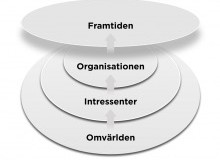 Framtiden
Organisationen
Intressenter
Omvärlden